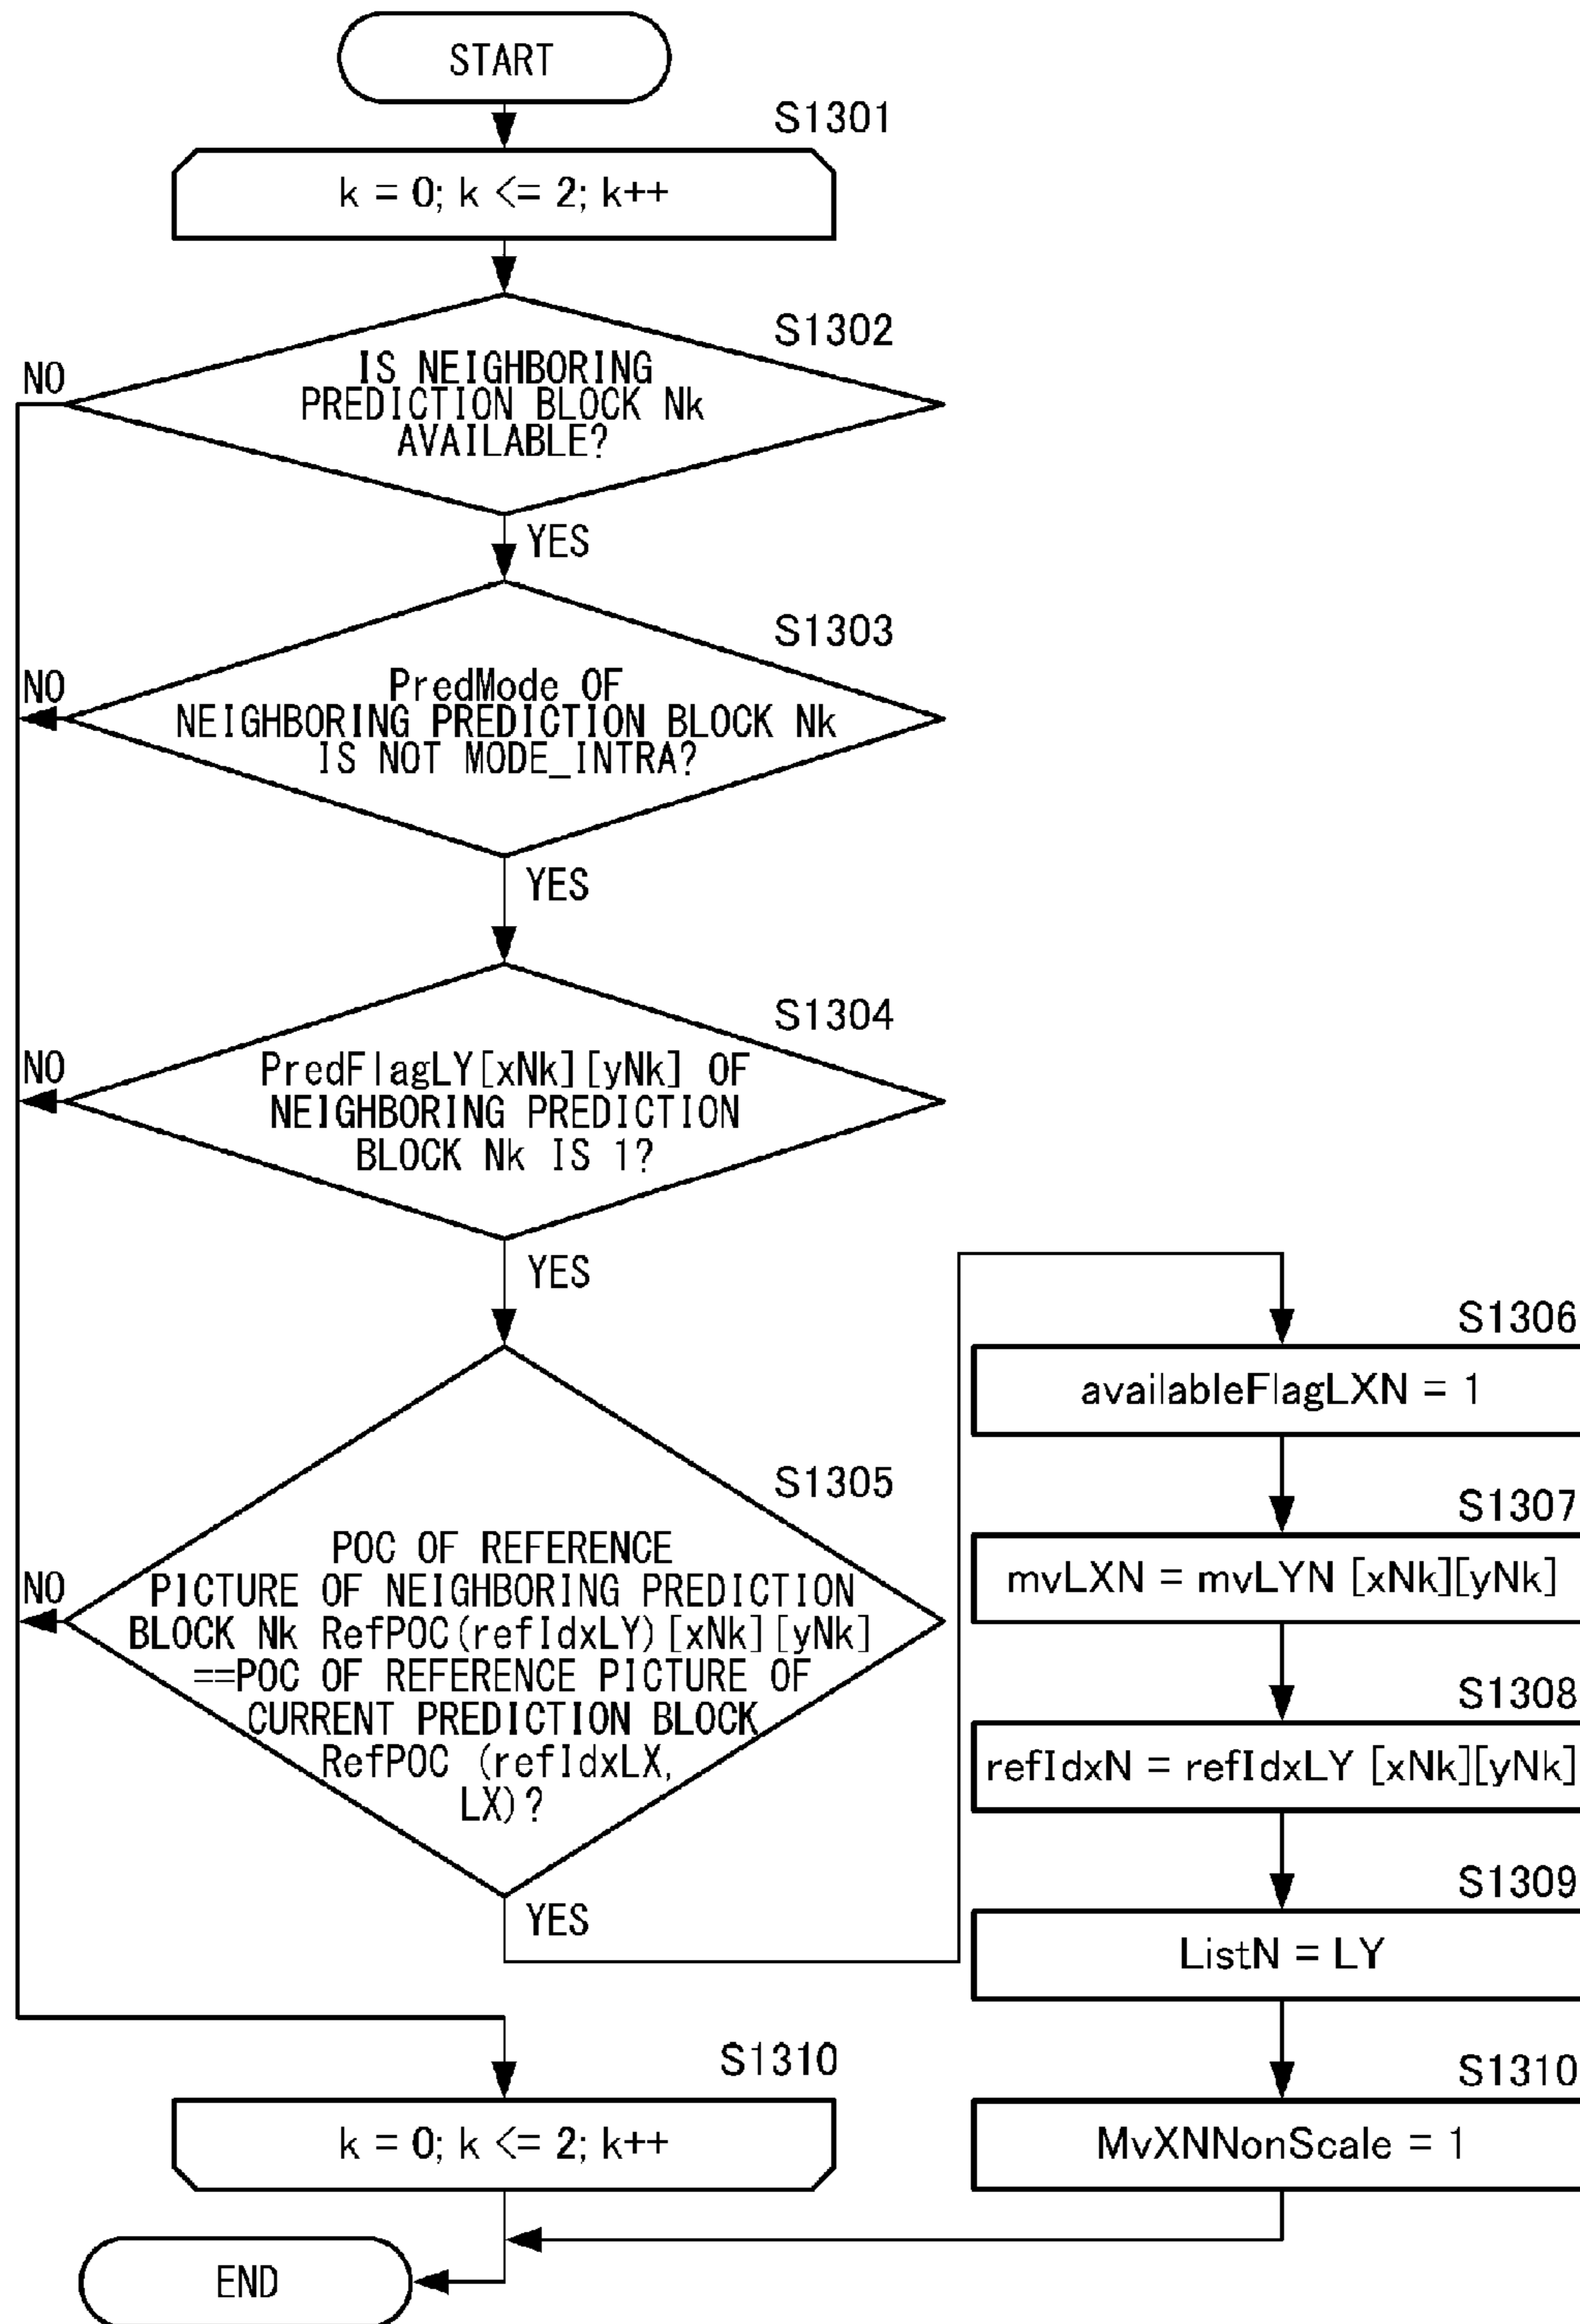 START
S1301
k = 0; k <= 2; k++
S1302
IS NEIGHBORING
PREDICTION BLOCK Nk
AVAILABLE?
NO
YES
S1303
PredMode OF
NEIGHBORING PREDICTION BLOCK Nk
IS NOT MODE_INTRA?
NO
YES
S1304
PredFlagLY[xNk][yNk] OF
NEIGHBORING PREDICTION
BLOCK Nk IS 1?
NO
YES
S1305
POC OF REFERENCE
PICTURE OF NEIGHBORING PREDICTION
BLOCK Nk RefPOC(refIdxLY)[xNk][yNk]
==POC OF REFERENCE PICTURE OF
CURRENT PREDICTION BLOCK
RefPOC (refIdxLX,
LX)?
NO
YES
S1306
availableFlagLXN = 1
S1307
mvLXN = mvLYN [xNk][yNk]
S1308
refIdxN = refIdxLY [xNk][yNk]
S1309
ListN = LY
S1310
MvXNNonScale = 1
S1310
k = 0; k <= 2; k++
END